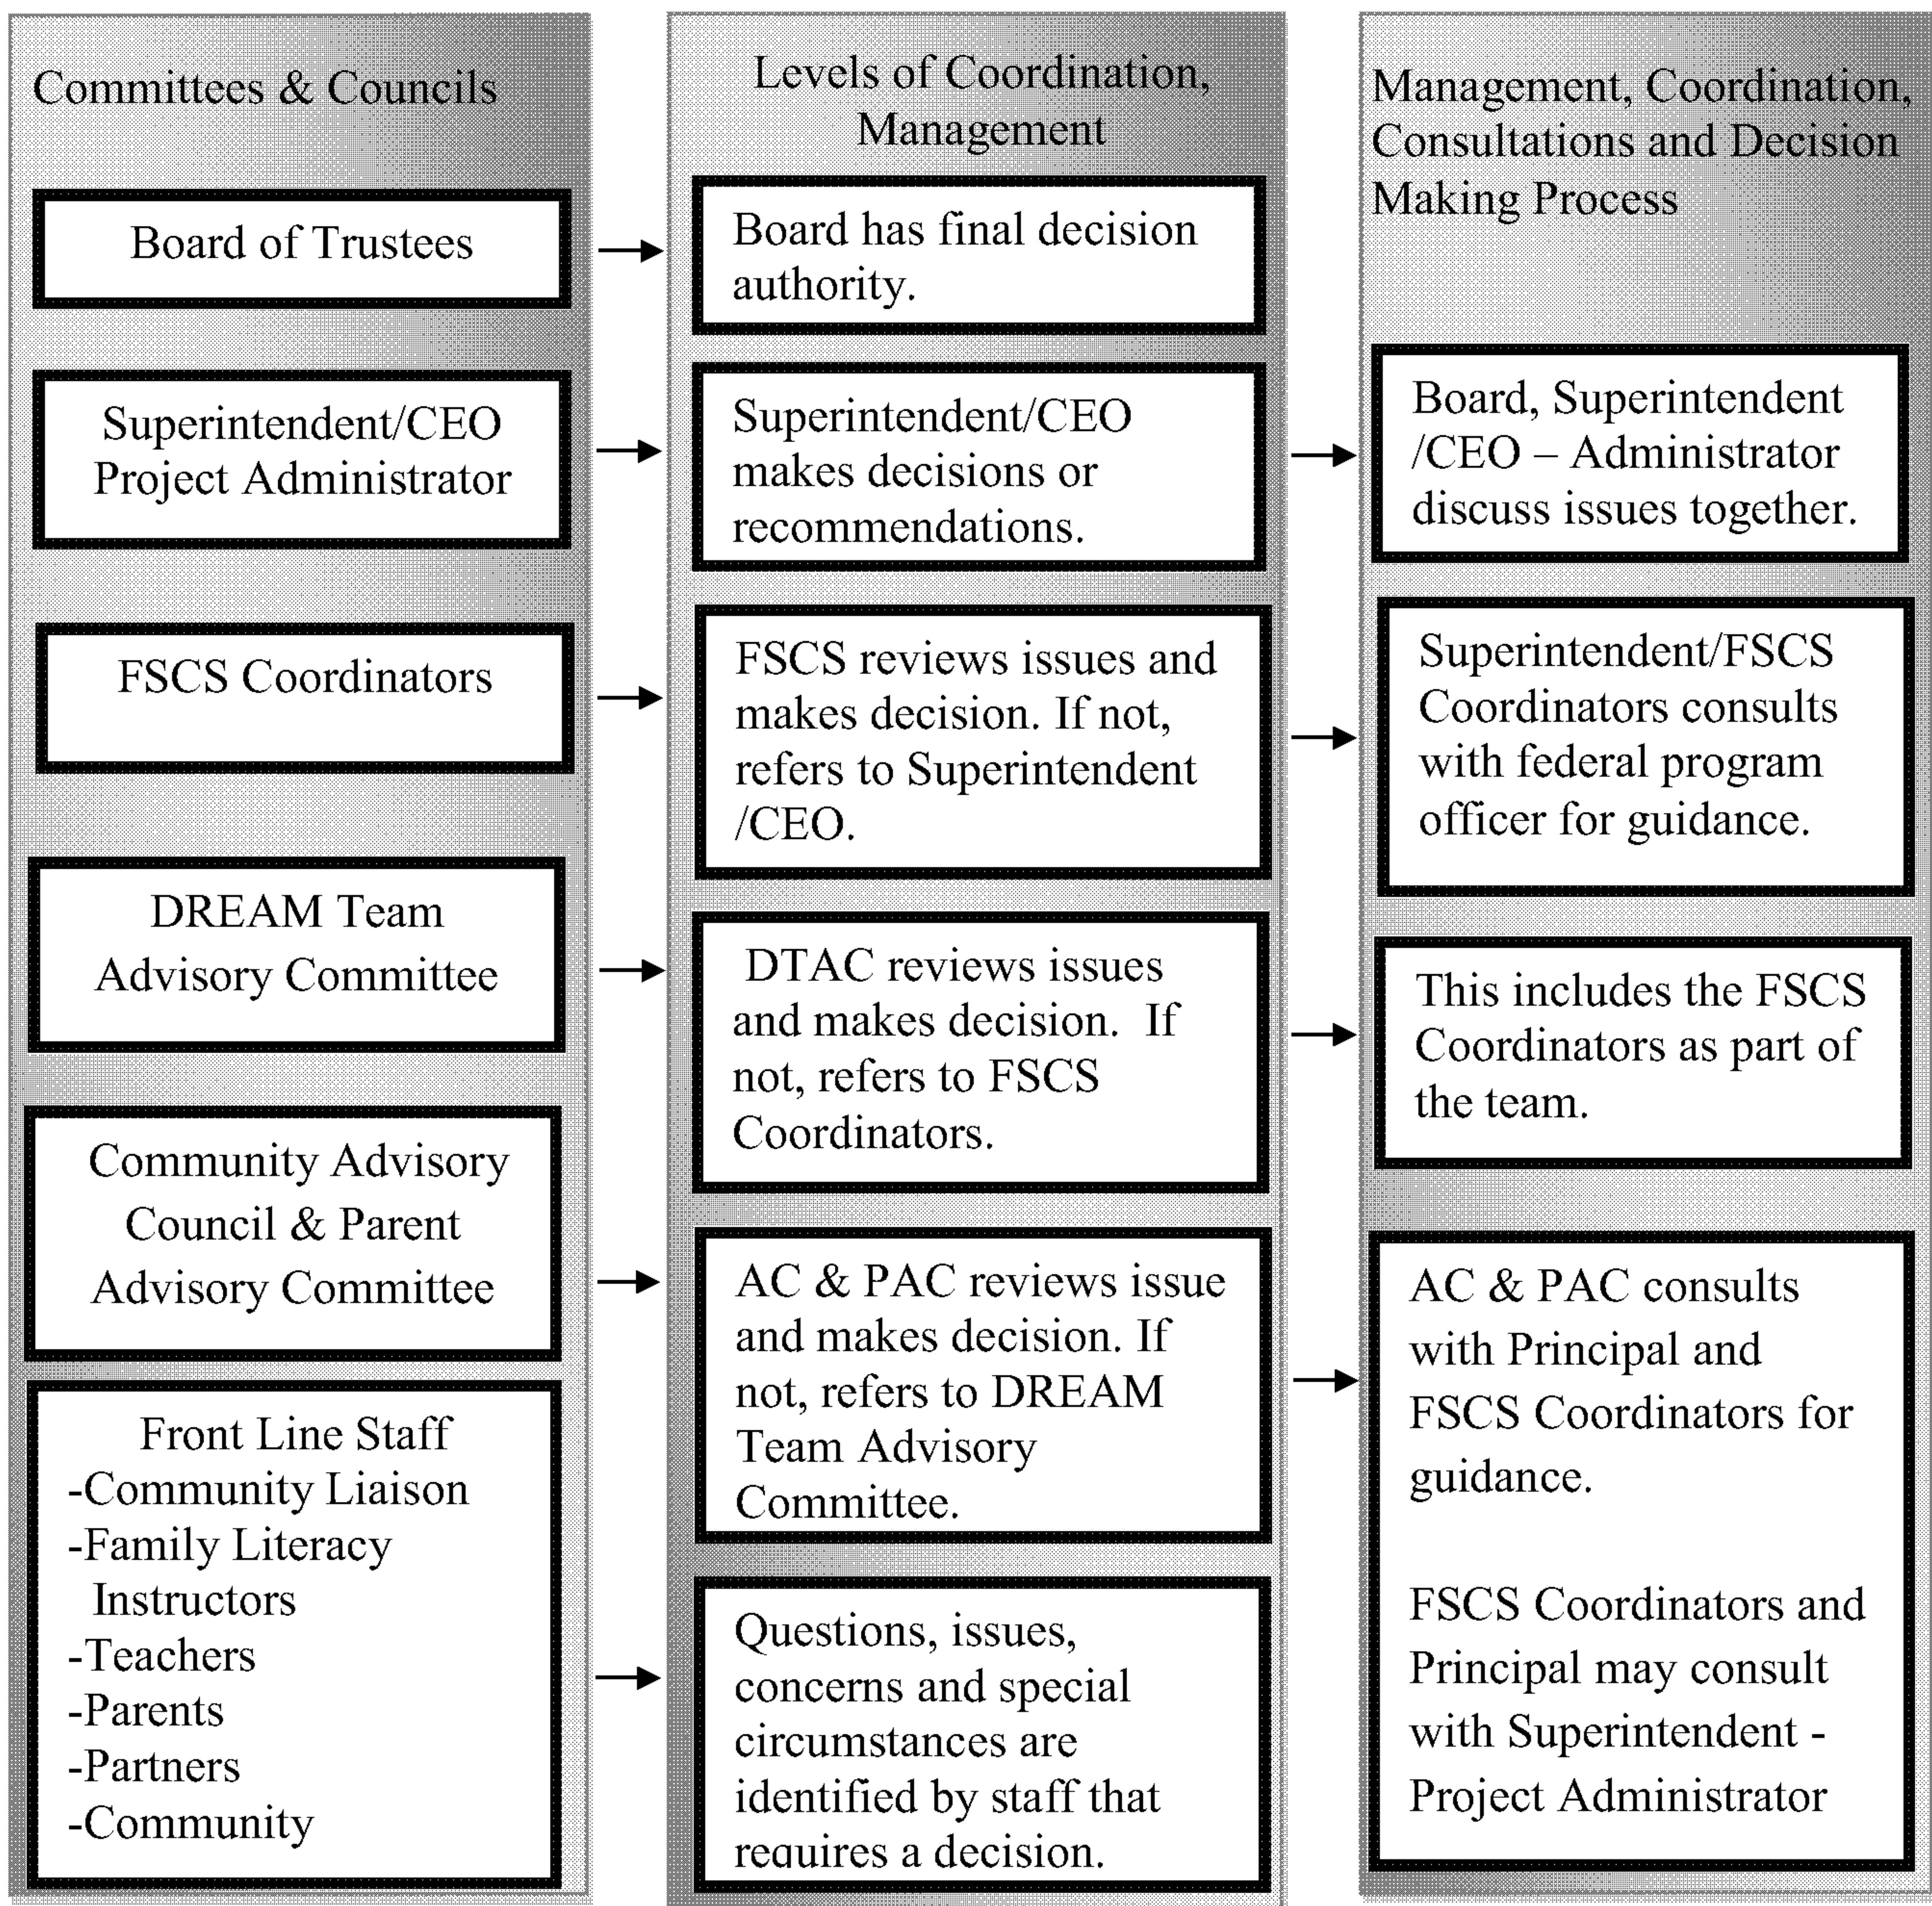 Committees & Councils
Board of Trustees
Superintendent/CEO
Project Administrator
FSCS Coordinators
DREAM Team
Advisory Committee
Community Advisory
Council & Parent
Advisory Committee
Front Line Staff
-Community Liaison
-Family Literacy
Instructors
-Teachers
-Parents
-Partners
-Community
Levels of Coordination,
Management
Board has final decision
authority.
Superintendent/CEO
makes decisions or
recommendations.
FSCS reviews issues and
makes decision. If not,
refers to Superintendent
/CEO.
DTAC reviews issues
and makes decision.  If
not, refers to FSCS
Coordinators.
AC & PAC reviews issue
and makes decision. If
not, refers to DREAM
Team Advisory
Committee.
Questions, issues,
concerns and special
circumstances are
identified by staff that
requires a decision.
Management, Coordination,
Consultations and Decision
Making Process
Board, Superintendent
/CEO – Administrator
discuss issues together.
Superintendent/FSCS
Coordinators consults
with federal program
officer for guidance.
This includes the FSCS
Coordinators as part of
the team.
AC & PAC consults
with Principal and
FSCS Coordinators for
guidance.
FSCS Coordinators and
Principal may consult
with Superintendent -
Project Administrator